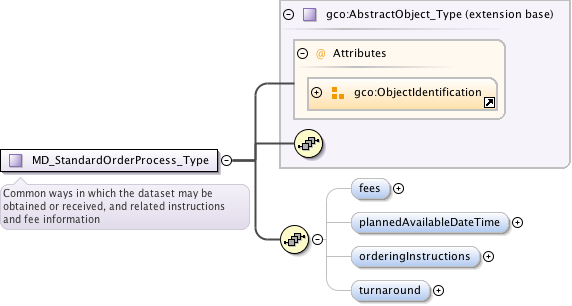 gco:AbstractObject_Type (extension base)
@ Attributes
gco:ObjectIdentification
MD_StandardOrderProcess_Type
Common ways in which the dataset may be
obtained or received, and related instructions
and fee information
fees
plannedAvailableDateTime
orderingInstructions
turnaround